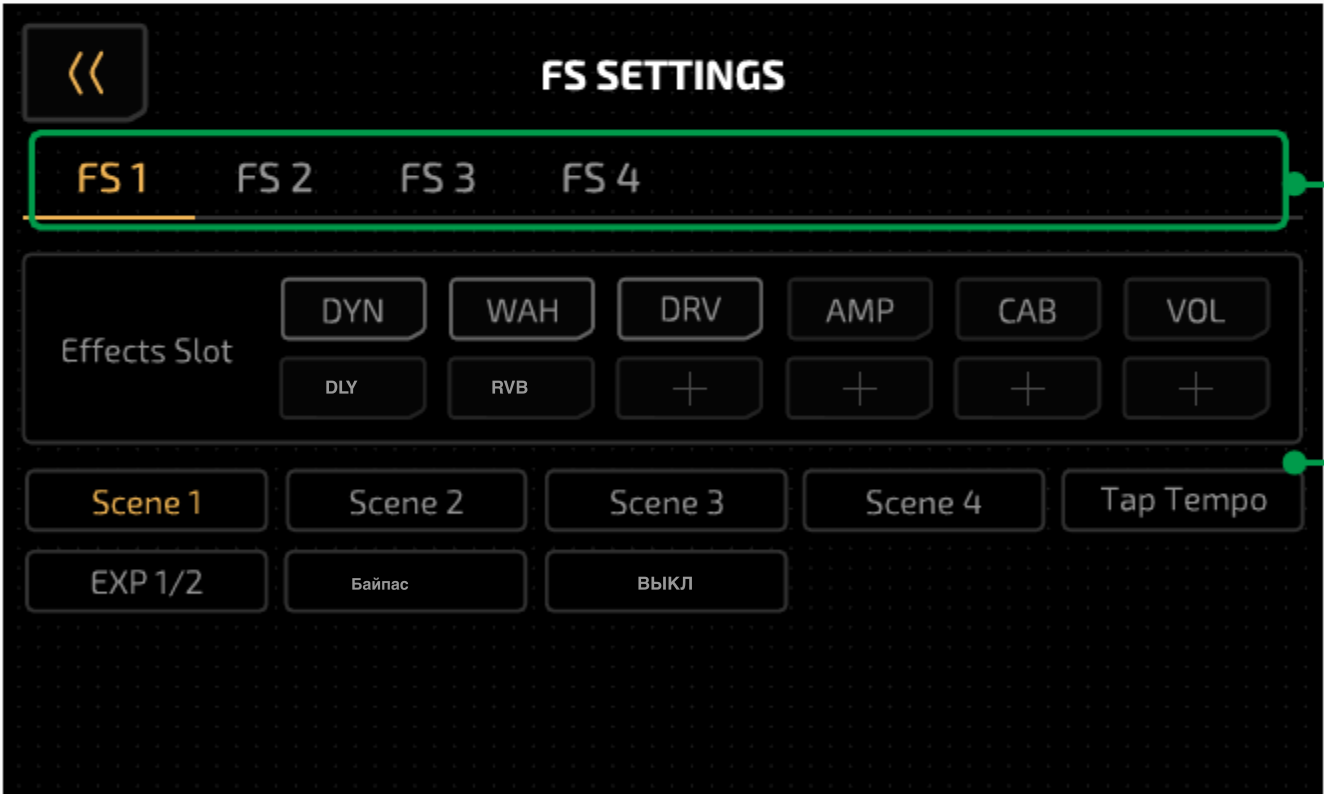 FS SETTINGS
FS 1 FS 2 FS 3 FS 4
DYN WAH DRV AMP CAB VOL
Effects Slot
DLY RVB + + + +
Scene 1 Scene 2 Scene 3 Scene 4 Tap Tempo
EXP 1/2 Байпас ВЫКЛ